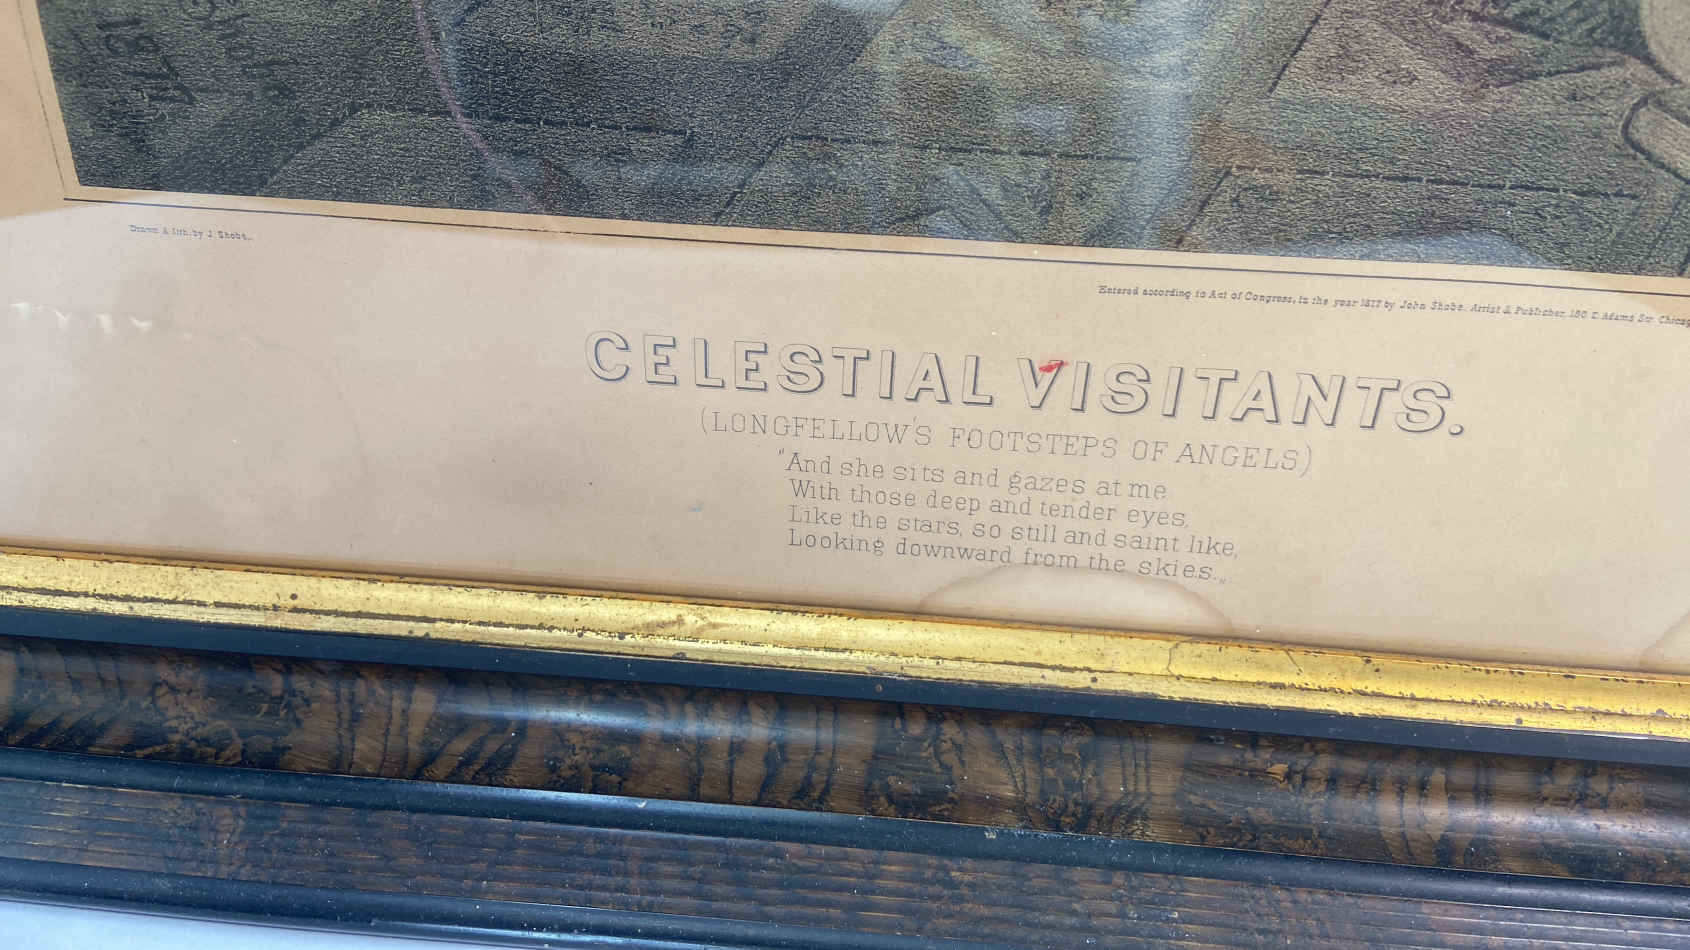 Drawn & lith. by J. Shobe.
Entered according to Act of Congress, in the year 1877 by John Shobe. Artist & Publisher. 180 E. Adams Str. Chicag
CELESTIAL VISITANTS.
(LONGFELLOW'S FOOTSTEPS OF ANGELS)
"And she sits and gazes at me
With those deep and tender eyes,
Like the stars, so still and saint like,
Looking downward from the skies.„